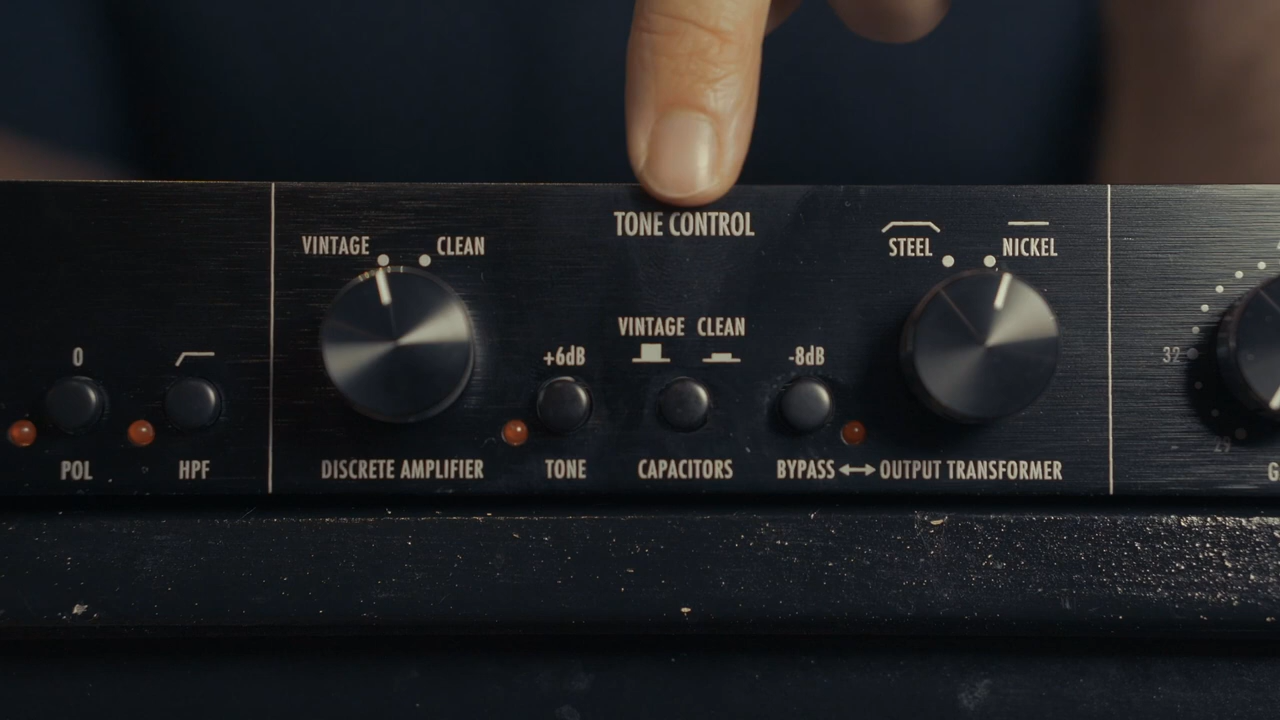 TONE CONTROL
VINTAGE CLEAN
STEEL NICKEL
VINTAGE CLEAN
0
+6dB
-8dB
32
29
POL
HPF
DISCRETE AMPLIFIER
TONE
CAPACITORS
BYPASS↔OUTPUT TRANSFORMER